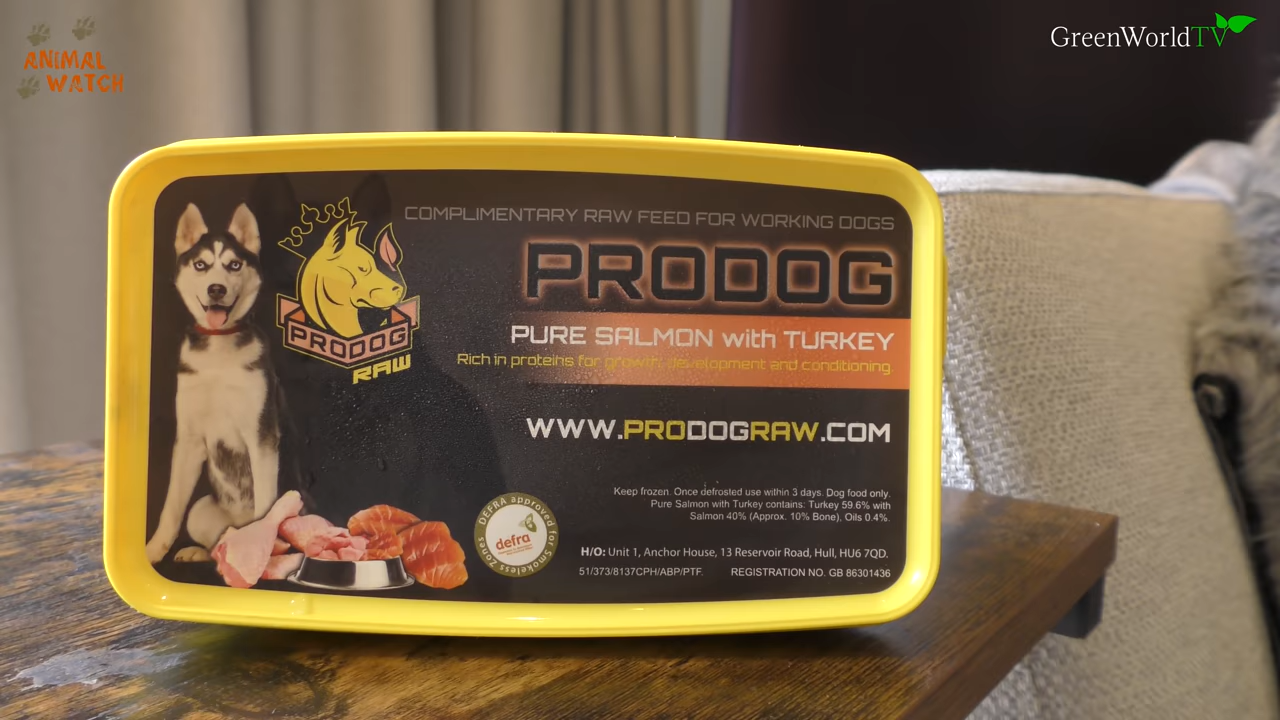 ANIMAL
WATCH
GreenWorldTV
COMPLIMENTARY RAW FEED FOR WORKING DOGS
PRODOG
PURE SALMON with TURKEY
Rich in proteins for growth, development and conditioning.
PRODOG
RAW
WWW.PRODOGRAW.COM
Keep frozen. Once defrosted use within 3 days. Dog food only.
Pure Salmon with Turkey contains: Turkey 59.6% with
Salmon 40% (Approx. 10% Bone), Oils 0.4%.
DEFRA approved for Smokeless Zones
defra
H/O: Unit 1, Anchor House, 13 Reservoir Road, Hull, HU6 7QD.
51/373/8137CPH/ABP/PTF. REGISTRATION NO. GB 86301436